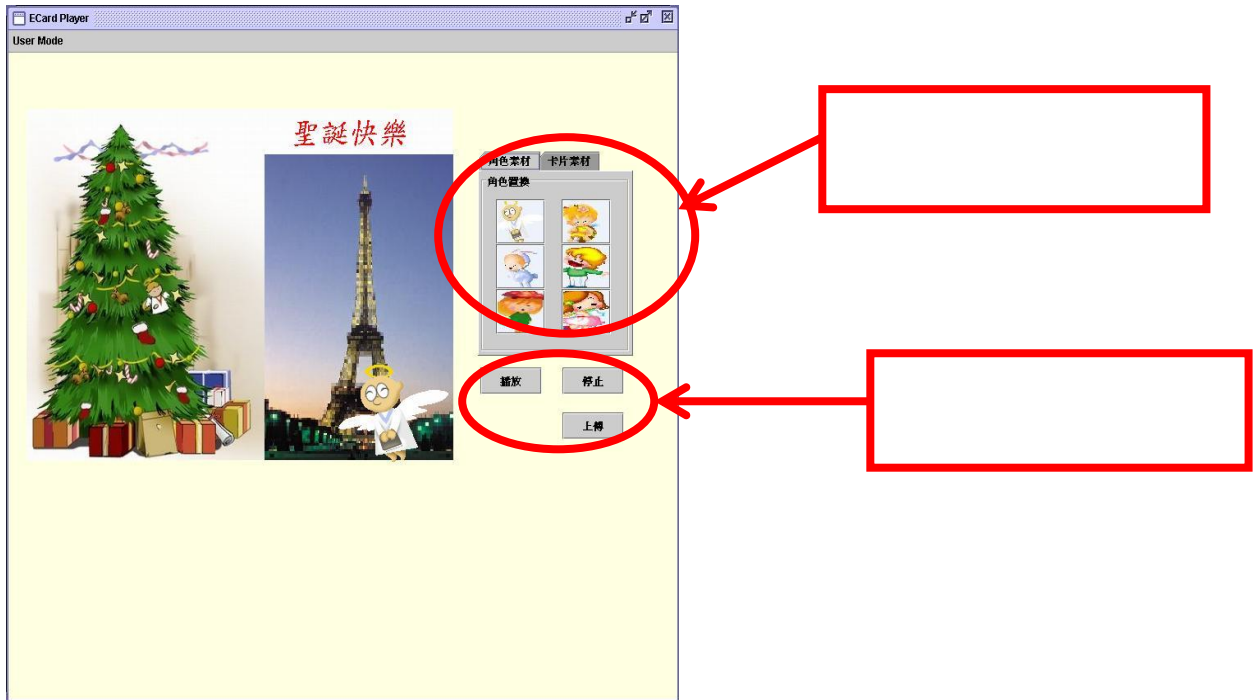 ECard Player
User Mode
聖誕快樂
角色素材 卡片素材
角色置換
播放 停止
上傳